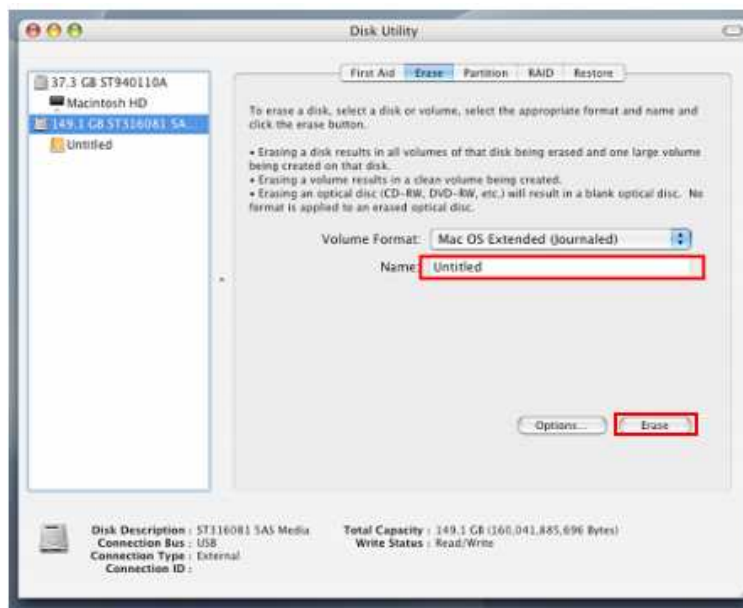 Disk Utility
37.3 GB ST940110A
Macintosh HD
149.1 GB ST316081 SA...
Untitled
First Aid Erase Partition RAID Restore
To erase a disk, select a disk or volume, select the appropriate format and name and
click the erase button.
• Erasing a disk results in all volumes of that disk being erased and one large volume
being created on that disk.
• Erasing a volume results in a clean volume being created.
• Erasing an optical disc (CD-RW, DVD-RW, etc.) will result in a blank optical disc. No
format is applied to an erased optical disc.
Volume Format: Mac OS Extended (Journaled)
Name: Untitled
Options... Erase
Disk Description : ST316081 5AS Media Total Capacity : 149.1 GB (160,041,885,696 Bytes)
Connection Bus : USB Write Status : Read/Write
Connection Type : External
Connection ID :